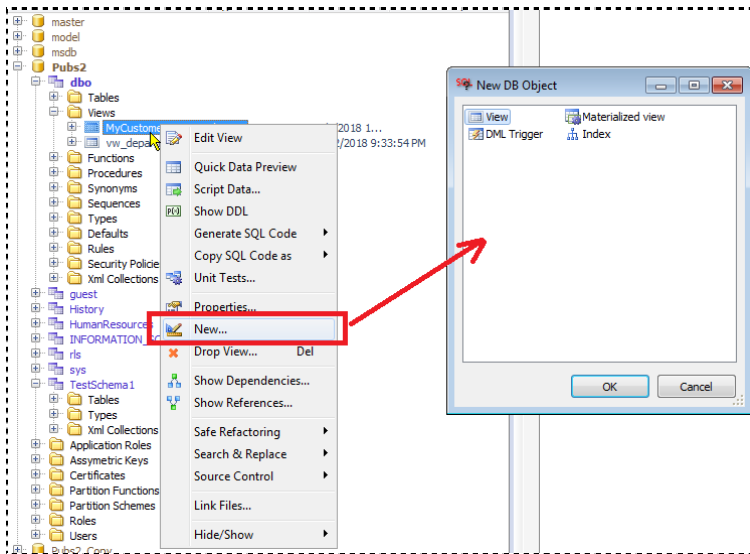 master
model
msdb
Pubs2
dbo
Tables
Views
MyCustome
/2018 1...
vw_depa
2/2018 9:33:54 PM
Functions
Procedures
Synonyms
Sequences
Types
Defaults
Rules
Security Policie
Xml Collections
guest
History
HumanResources
INFORMATION_SC
rls
sys
TestSchema1
Tables
Types
Xml Collections
Application Roles
Assymetric Keys
Certificates
Partition Functions
Partition Schemes
Roles
Users
Pubs2_Copy
Edit View
Quick Data Preview
Script Data...
Show DDL
Generate SQL Code
Copy SQL Code as
Unit Tests...
Properties...
New...
Drop View... Del
Show Dependencies...
Show References...
Safe Refactoring
Search & Replace
Source Control
Link Files...
Hide/Show
New DB Object
View
Materialized view
DML Trigger
Index
OK
Cancel